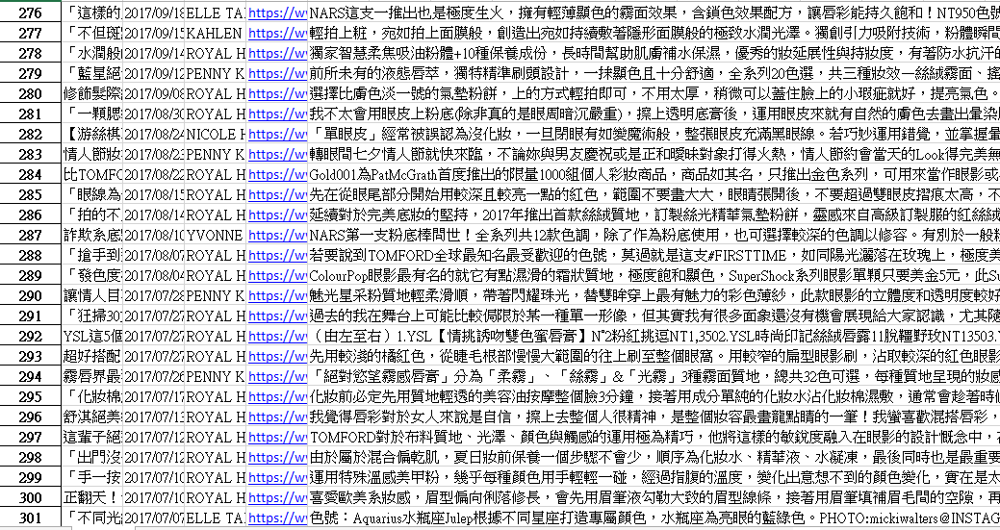 276 「這樣的 2017/09/18 ELLE TA https://w NARS這支一推出也是極度生火，擁有輕薄顯色的霧面效果，含鎖色效果配方，讓唇彩能持久飽和！NT950色號
277 「不但斑 2017/09/15 KAHLEN https://w 輕拍上粧，宛如拍上面膜般，創造出宛如持續敷著隱形面膜般的極致水潤光澤。獨創引力吸附技術，粉體瞬間
278 「水潤般 2017/09/14 ROYAL H https://w 獨家智慧柔焦吸油粉體+10種保養成份，長時間幫助肌膚補水保濕，優秀的妝延展性與持妝度，有著防水抗汗的
279 「藍星絕 2017/09/12 PENNY K https://w 前所未有的液態唇萃，獨特精準刷頭設計，一抹顯色且十分舒適，全系列20色選，共三種妝效—絲絨霧面、搖
280 修飾髮際 2017/09/08 ROYAL H https://w 選擇比膚色淡一號的氣墊粉餅，上的方式輕拍即可，不用太厚，稍微可以蓋住臉上的小瑕疵就好，提亮氣色。
281 「一顆腮 2017/08/30 ROYAL H https://w 我不太會用眼皮上粉底(除非真的是眼周暗沉嚴重)，擦上透明底膏後，運用眼皮來就有自然的膚色去畫出暈染
282 【游絲棋 2017/08/24 NICOLE I https://w 「單眼皮」經常被誤認為沒化妝，一旦閉眼有如變魔術般，整張眼皮充滿黑眼線。若巧妙運用錯覺，並掌握暈
283 情人節妝 2017/08/23 PENNY K https://w 轉眼間七夕情人節就快來臨，不論妳與男友慶祝或是正和曖昧對象打得火熱，情人節約會當天的Look得完美無
284 比TOMFO 2017/08/22 ROYAL H https://w Gold001為PatMcGrath首度推出的限量1000組個人彩妝商品，商品如其名，只推出金色系列，可用來當作眼影或
285 「眼線為 2017/08/15 ROYAL H https://w 先在從眼尾部分開始用較深且較亮一點的紅色，範圍不要畫大大，眼睛張開後，不要超過雙眼皮摺痕太高，不
286 「拍的不 2017/08/14 ROYAL H https://w 延續對於完美底妝的堅持，2017年推出首款絲絨質地，訂製絲光精華氣墊粉餅，靈感來自高級訂製服的紅絲絨
287 詐欺系底 2017/08/10 YVONNE https://w NARS第一支粉底棒問世！全系列共12款色調，除了作為粉底使用，也可選擇較深的色調以修容。有別於一般粉
288 「搶手到 2017/08/07 ROYAL H https://w 若要說到TOMFORD全球最知名最受歡迎的色號，莫過就是這支#FIRSTTIME，如同陽光灑落在玫瑰上，極度美
289 「發色度 2017/08/04 ROYAL H https://w ColourPop眼影最有名的就它有點濕滑的霜狀質地，極度飽和顯色，SuperShock系列眼影單顆只要美金5元，此Su
290 讓情人目 2017/07/28 PENNY K https://w 魅光星采粉質地輕柔滑順，帶著閃耀珠光，替雙眸穿上最有魅力的彩色薄紗，此款眼影的立體度和透明度較好
291 「狂掃30 2017/07/28 ROYAL H https://w 過去的我在舞台上可能比較侷限於某一種單一形像，但其實我有很多面象還沒有機會展現給大家認識，尤其隨
292 YSL這5個 2017/07/27 ROYAL H https://w （由左至右）1.YSL【情挑誘吻雙色蜜唇膏】N°2粉紅挑逗NT1,3502.YSL時尚印記絲絨唇露11脫韁野玫NT13503.Y
293 超好搭配 2017/07/27 ROYAL H https://w 先用較淺的橘紅色，從睫毛根部慢慢大範圍的往上刷至整個眼窩。用較窄的扁型眼影刷，沾取較深的紅色眼影
294 霧唇界最 2017/07/26 PENNY K https://w 「絕對慾望霧感唇膏」分為「柔霧」、「絲霧」&「光霧」3種霧面質地，總共32色可選，每種質地呈現的妝感
295 「化妝棉 2017/07/17 ROYAL H https://w 化妝前必定先用質地輕透的美容油按摩整個臉3分鐘，接著用成分單純的化妝水沾化妝棉濕敷，通常會趁著時候
296 舒淇絕美 2017/07/13 ROYAL H https://w 我覺得唇彩對於女人來說是自信，擦上去整個人很精神，是整個妝容最畫龍點睛的一筆！我蠻喜歡混搭唇彩，
297 這輩子絕 2017/07/13 ROYAL H https://w TOMFORD對於布料質地、光澤、顏色與觸感的運用極為精巧，他將這樣的敏銳度融入在眼影的設計概念中，在
298 「出門沒 2017/07/12 ROYAL H https://w 由於屬於混合偏乾肌，夏日妝前保養一個步驟不會少，順序為化妝水、精華液、水凝凍，最後同時也是最重要
299 「手一按 2017/07/10 ROYAL H https://w 運用特殊溫感美甲粉，幾乎每種顏色用手輕輕一碰，經過指腹的溫度，變化出意想不到的顏色變化，實在是太
300 正翻天！ 2017/07/10 ROYAL H https://w 喜愛歐美系妝感，眉型偏向俐落修長，會先用眉筆液勾勒大致的眉型線條，接著用眉筆填補眉毛間的空隙，再
301 「不同光 2017/07/07 ELLE TA https://w 色號：Aquarius水瓶座Julep根據不同星座打造專屬顏色，水瓶座為亮眼的藍綠色。PHOTO:mickiwalters@INSTAG